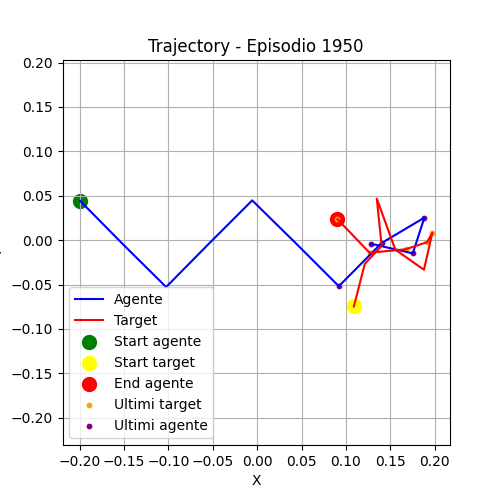 Trajectory - Episodio 1950
0.20
0.15
0.10
0.05
0.00
−0.05
−0.10
−0.15
−0.20
Agente
Target
Start agente
Start target
End agente
Ultimi target
Ultimi agente
−0.20 −0.15 −0.10 −0.05 0.00 0.05 0.10 0.15 0.20
X